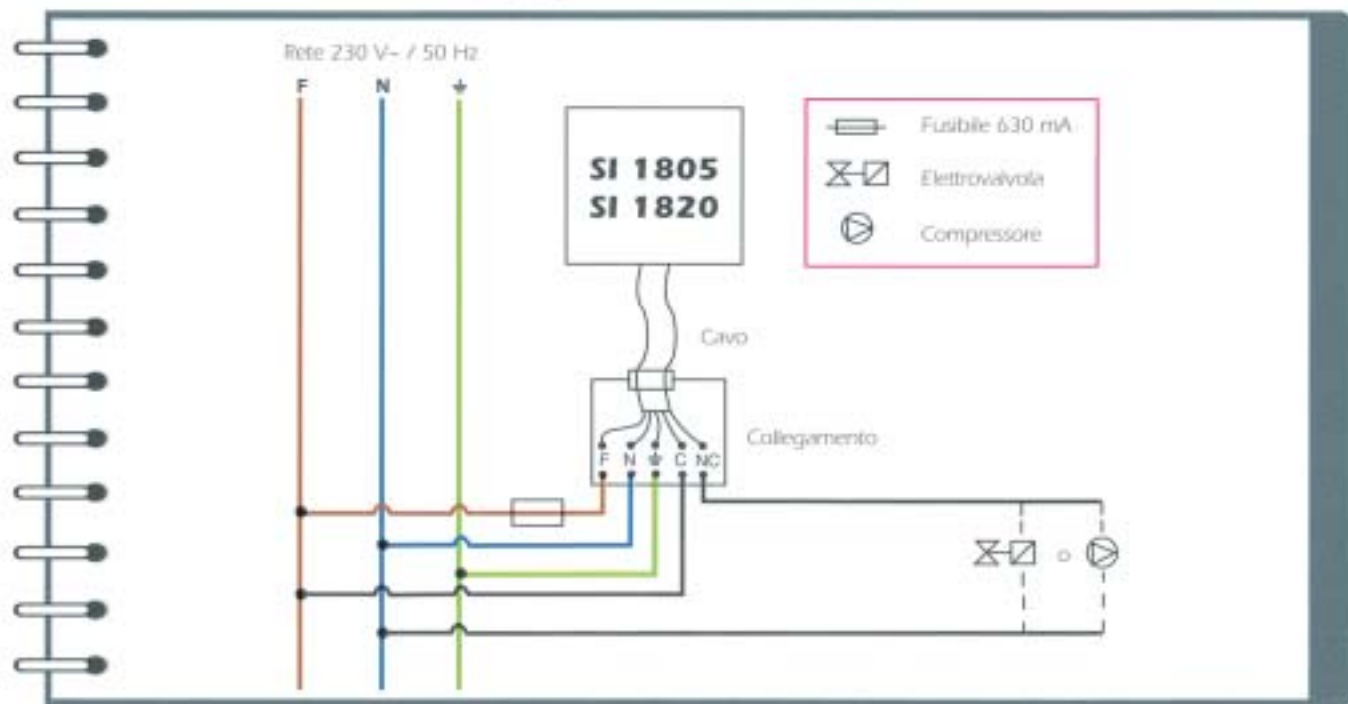 Rete 230 V~ / 50 Hz
F N
SI 1805
SI 1820
Fusibile 630 mA
Elettrovalvola
Compressore
Cavo
Collegamento
F N C NC
o